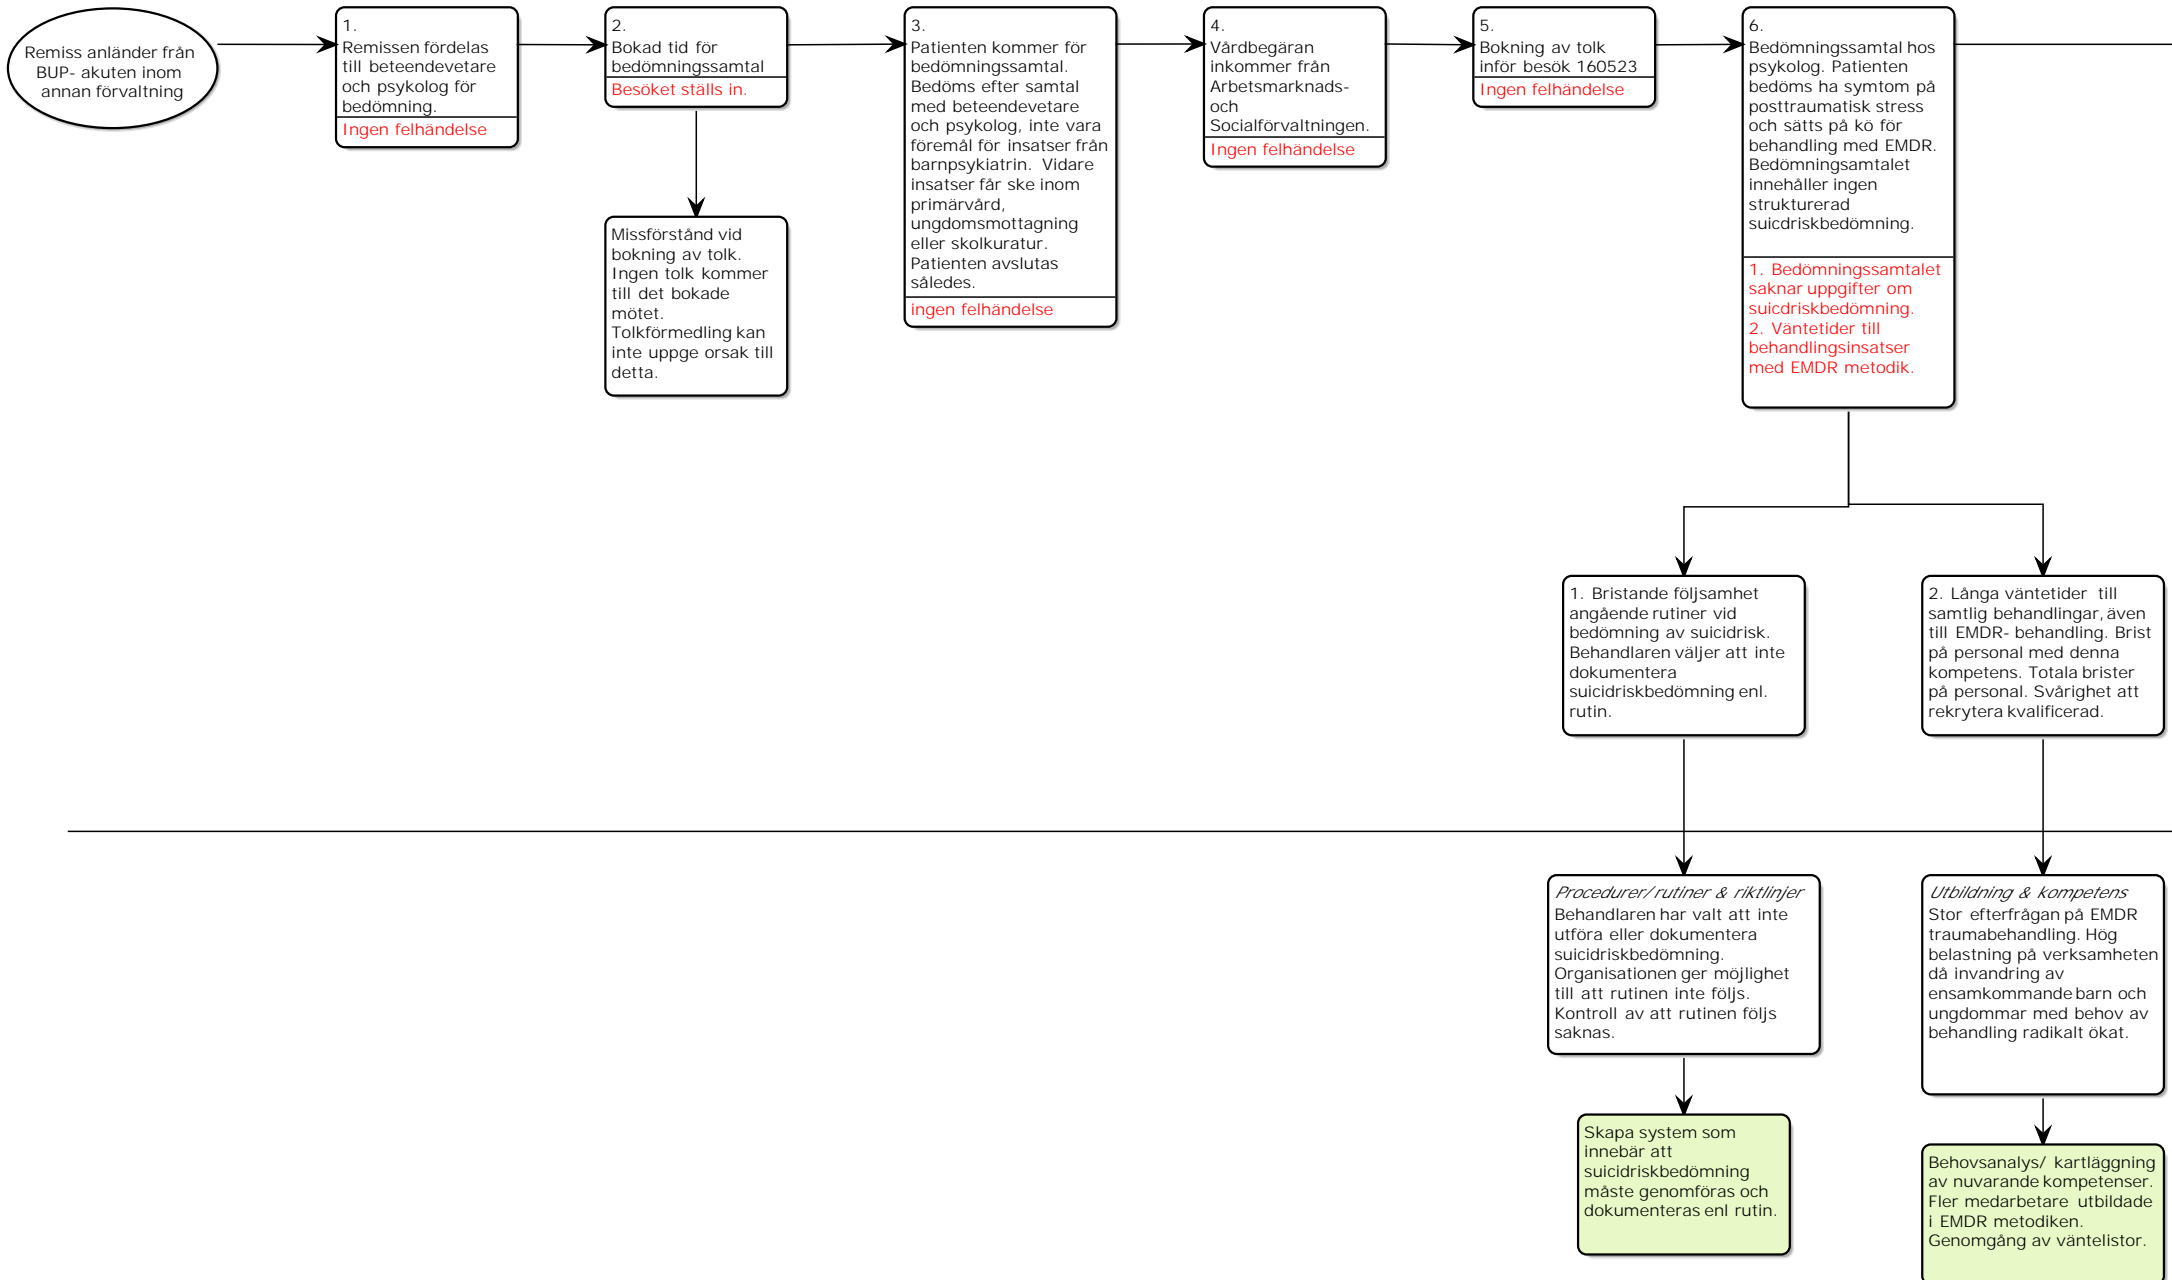 Remiss anländer från
BUP- akuten inom
annan förvaltning
1.
Remissen fördelas
till beteendevetare
och psykolog för
bedömning.
Ingen felhändelse
2.
Bokad tid för
bedömningssamtal
Besöket ställs in.
Missförstånd vid
bokning av tolk.
Ingen tolk kommer
till det bokade
mötet.
Tolkförmedling kan
inte uppge orsak till
detta.
3.
Patienten kommer för
bedömningssamtal.
Bedöms efter samtal
med beteendevetare
och psykolog, inte vara
föremål för insatser från
barnpsykiatrin. Vidare
insatser får ske inom
primärvård,
ungdomsmottagning
eller skolkuratur.
Patienten avslutas
således.
ingen felhändelse
4.
Vårdbegäran
inkommer från
Arbetsmarknads-
och
Socialförvaltningen.
Ingen felhändelse
5.
Bokning av tolk
inför besök 160523
Ingen felhändelse
6.
Bedömningssamtal hos
psykolog. Patienten
bedöms ha symtom på
posttraumatisk stress
och sätts på kö för
behandling med EMDR.
Bedömningsamtalet
innehåller ingen
strukturerad
suicdriskbedömning.
1. Bedömningssamtalet
saknar uppgifter om
suicdriskbedömning.
2. Väntetider till
behandlingsinsatser
med EMDR metodik.
1. Bristande följsamhet
angående rutiner vid
bedömning av suicidrisk.
Behandlaren väljer att inte
dokumentera
suicidriskbedömning enl.
rutin.
2. Långa väntetider till
samtlig behandlingar, även
till EMDR- behandling. Brist
på personal med denna
kompetens. Totala brister
på personal. Svårighet att
rekrytera kvalificerad.
Procedurer/rutiner & riktlinjer
Behandlaren har valt att inte
utföra eller dokumentera
suicidriskbedömning.
Organisationen ger möjlighet
till att rutinen inte följs.
Kontroll av att rutinen följs
saknas.
Utbildning & kompetens
Stor efterfrågan på EMDR
traumabehandling. Hög
belastning på verksamheten
då invandring av
ensamkommande barn och
ungdommar med behov av
behandling radikalt ökat.
Skapa system som
innebär att
suicidriskbedömning
måste genomföras och
dokumenteras enl rutin.
Behovsanalys/ kartläggning
av nuvarande kompetenser.
Fler medarbetare utbildade
i EMDR metodiken.
Genomgång av väntelistor.